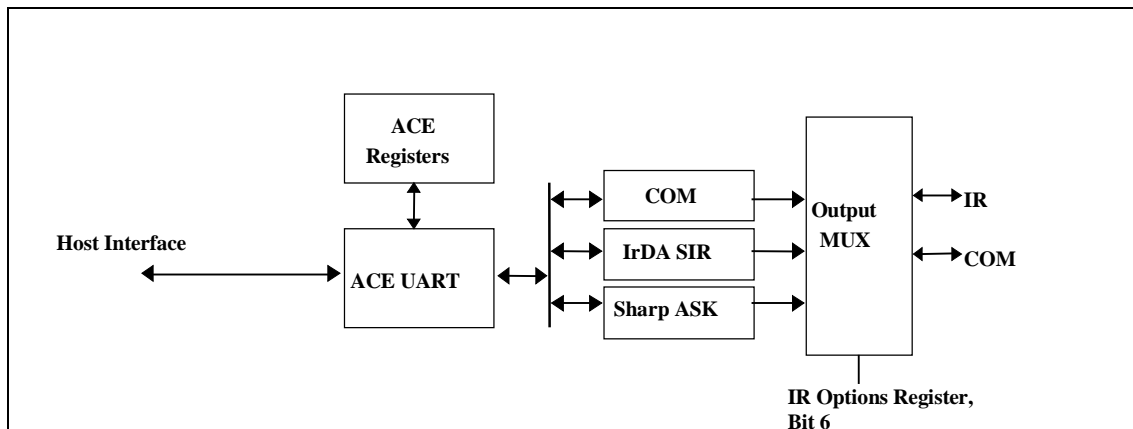 ACE
Registers
Host Interface
ACE UART
COM
IrDA SIR
Sharp ASK
Output
MUX
IR
COM
IR Options Register,
Bit 6